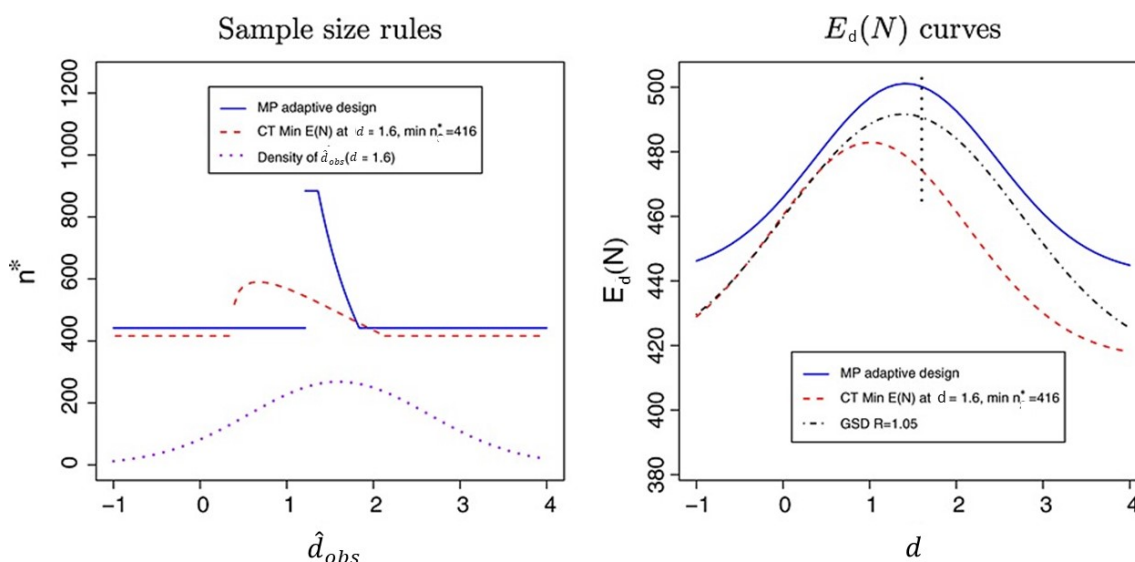 Sample size rules
n*
1200
1000
800
600
400
200
0
MP adaptive design
CT Min E(N) at d = 1.6, min n*=416
Density of d̂obs(d = 1.6)
−1 0 1 2 3 4
d̂obs
Ed(N) curves
Ed(N)
500
480
460
440
420
400
380
MP adaptive design
CT Min E(N) at d = 1.6, min n*=416
GSD R=1.05
−1 0 1 2 3 4
d